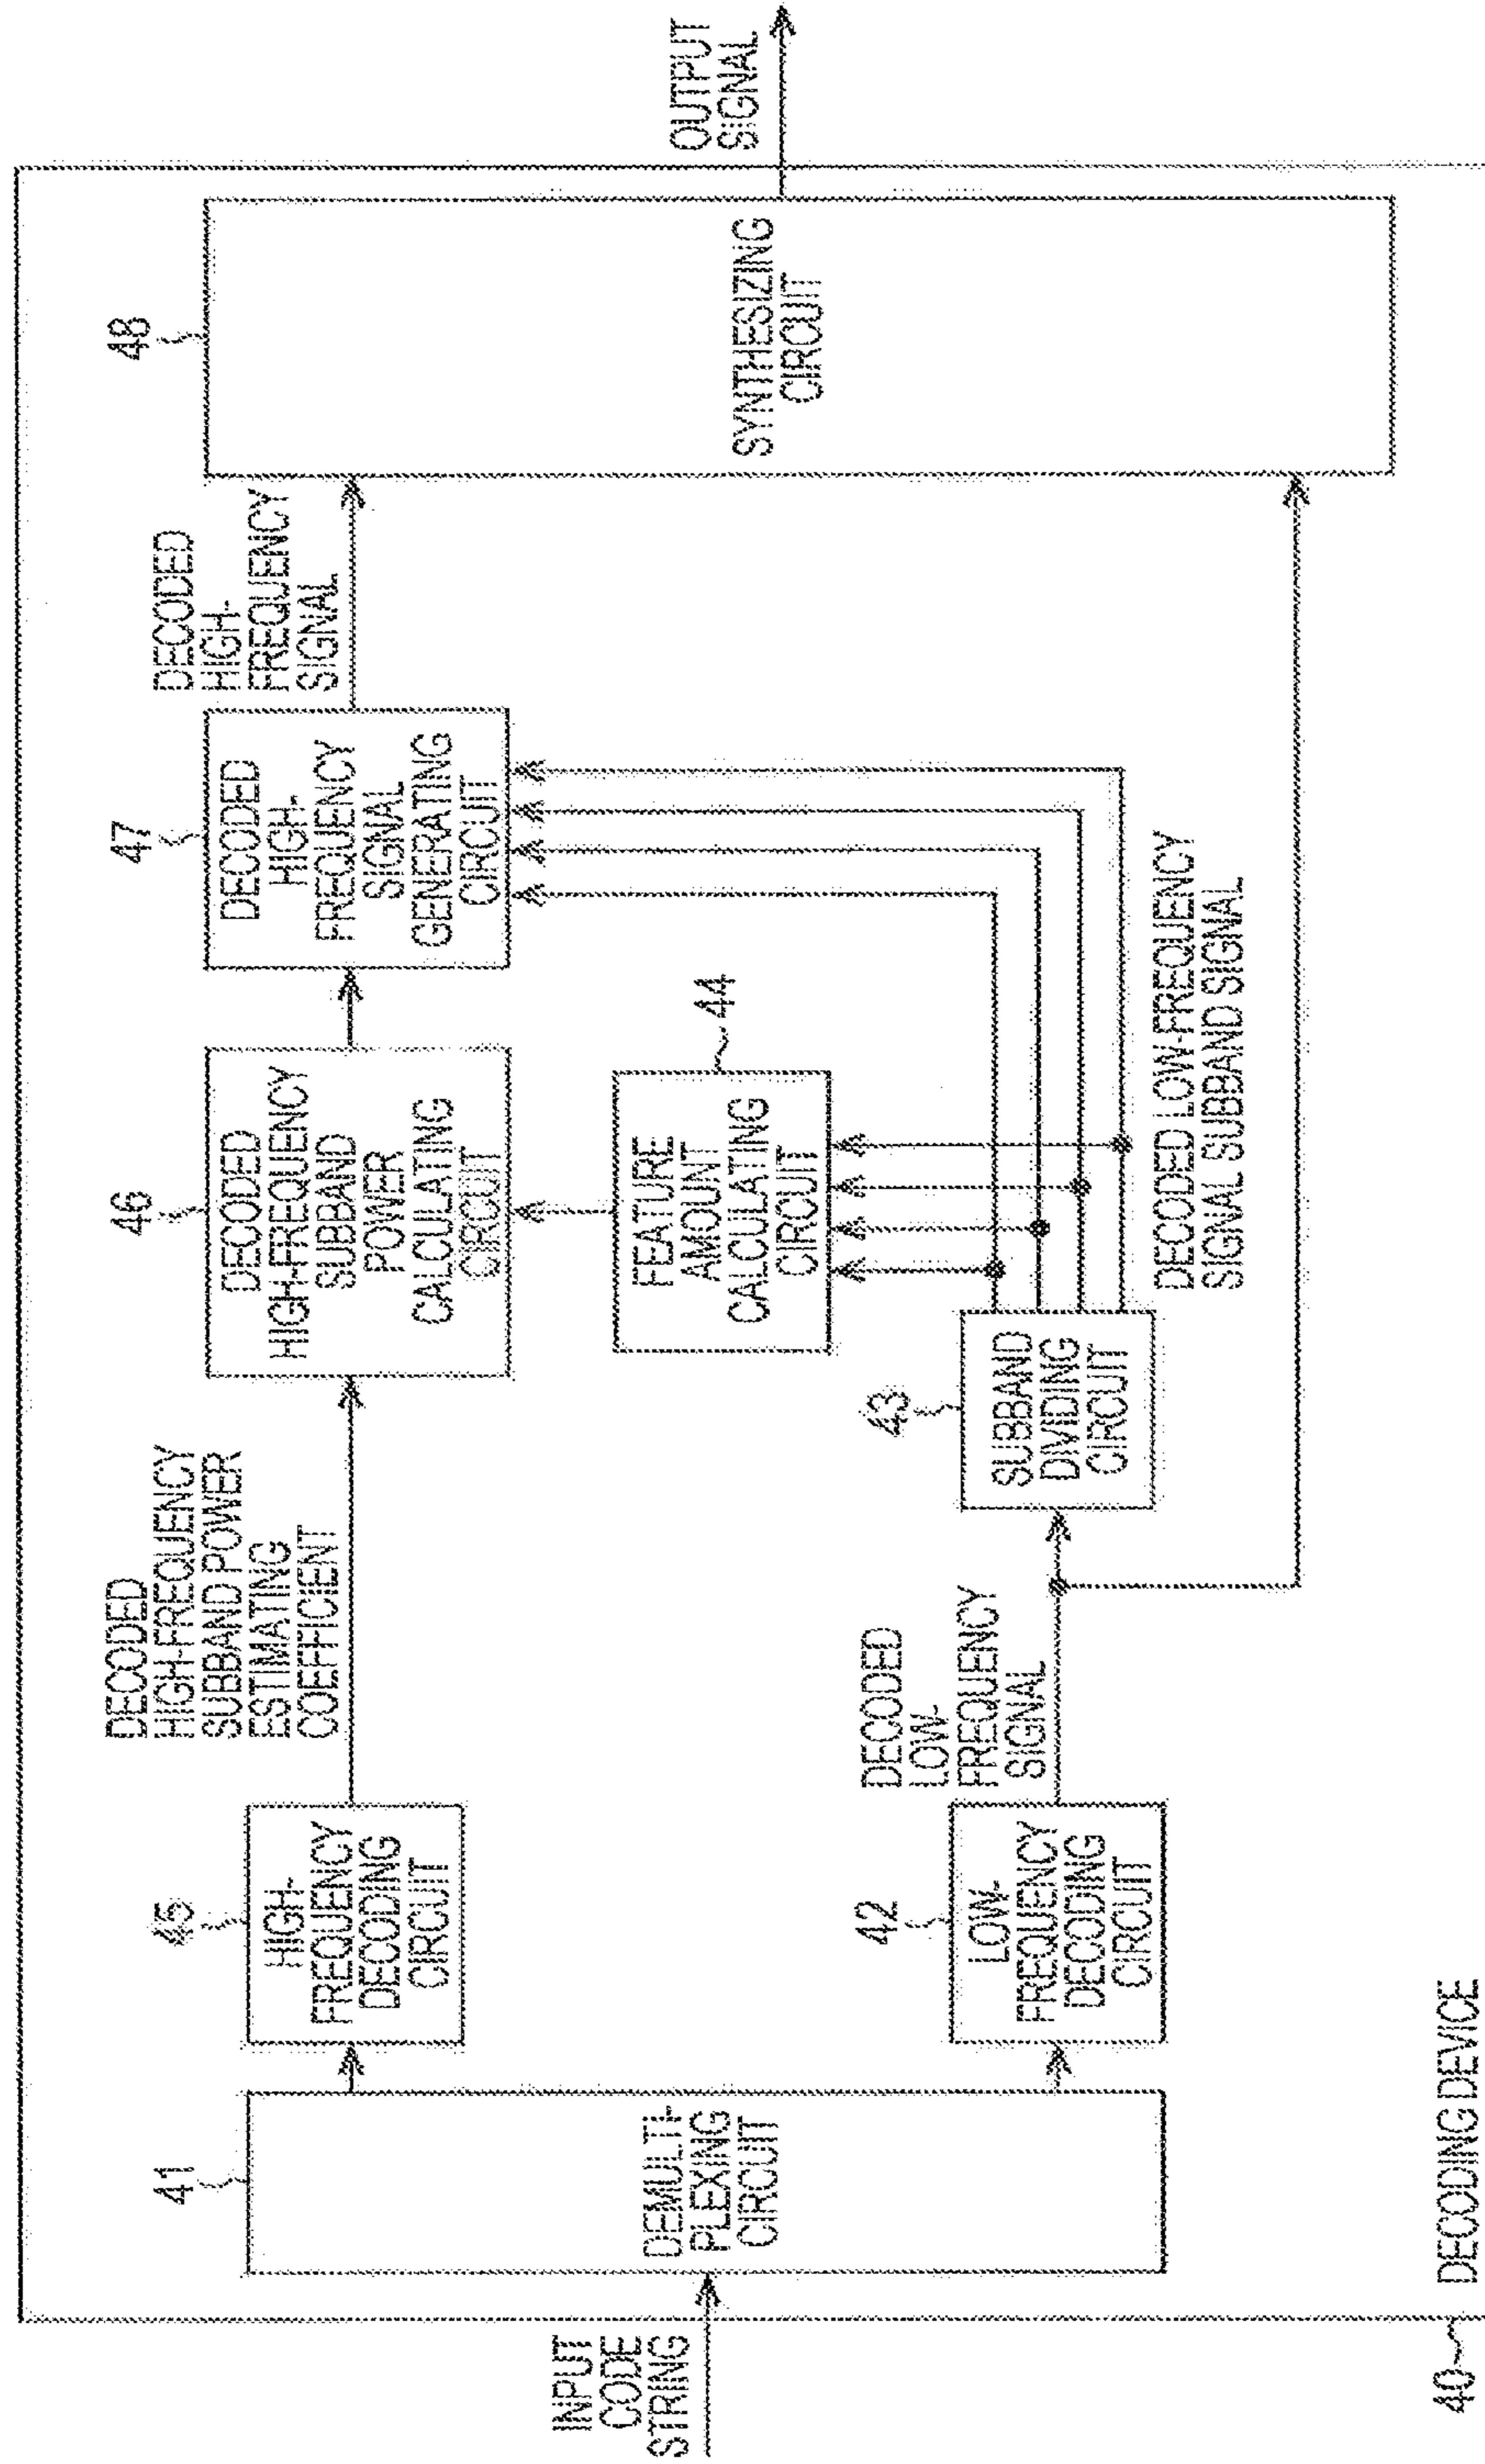 INPUT
CODE
STRING
41
DEMULTI-
PLEXING
CIRCUIT
45
HIGH-
FREQUENCY
DECODING
CIRCUIT
DECODED
HIGH-FREQUENCY
SUBBAND POWER
ESTIMATING
COEFFICIENT
46
DECODED
HIGH-FREQUENCY
SUBBAND
POWER
CALCULATING
CIRCUIT
47
DECODED
HIGH-
FREQUENCY
SIGNAL
GENERATING
CIRCUIT
DECODED
HIGH-
FREQUENCY
SIGNAL
48
SYNTHESIZING
CIRCUIT
OUTPUT
SIGNAL
44
FEATURE
AMOUNT
CALCULATING
CIRCUIT
42
LOW-
FREQUENCY
DECODING
CIRCUIT
DECODED
LOW-
FREQUENCY
SIGNAL
43
SUBBAND
DIVIDING
CIRCUIT
DECODED LOW-FREQUENCY
SIGNAL SUBBAND SIGNAL
40
DECODING DEVICE